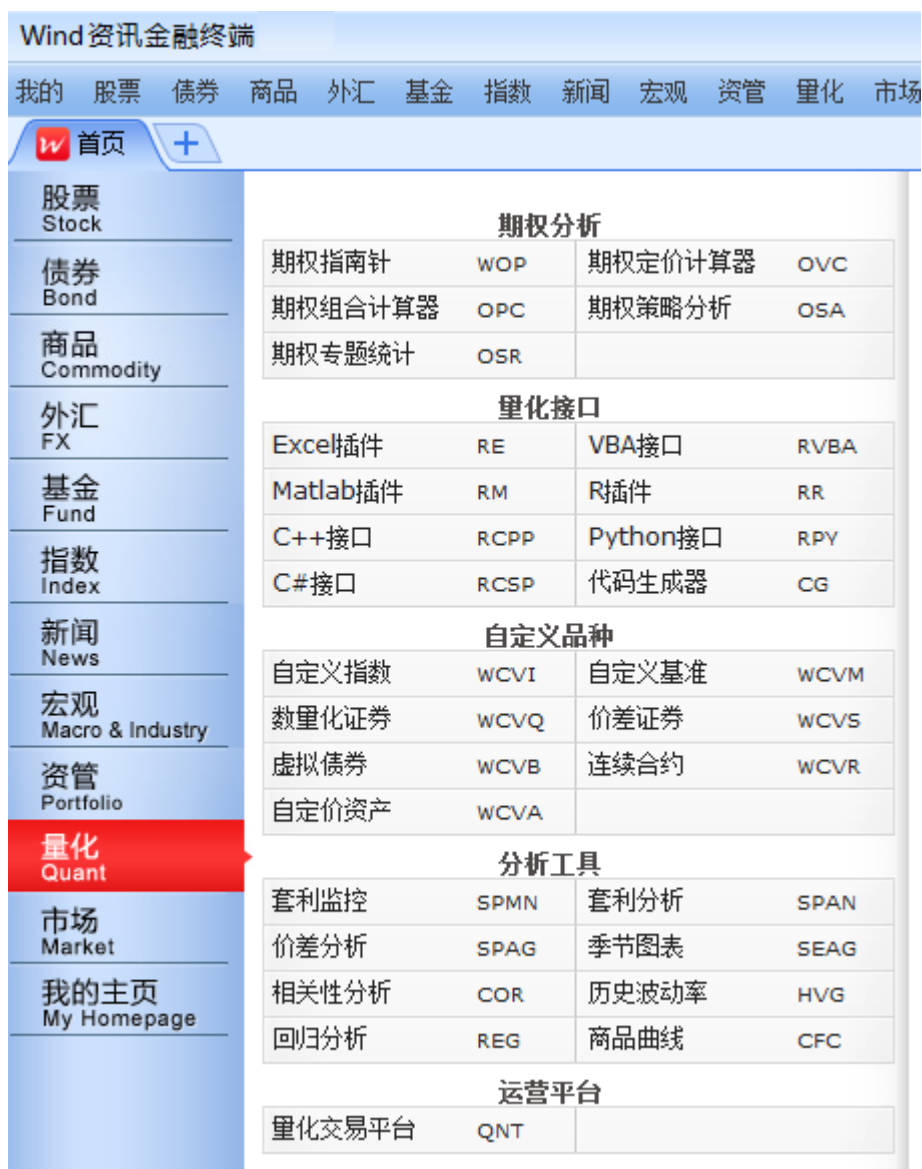 Wind资讯金融终端
我的 股票 债券 商品 外汇 基金 指数 新闻 宏观 资管 量化 市场
W 首页 +
股票
Stock
债券
Bond
商品
Commodity
外汇
FX
基金
Fund
指数
Index
新闻
News
宏观
Macro & Industry
资管
Portfolio
量化
Quant
市场
Market
我的主页
My Homepage
期权分析
期权指南针 WOP 期权定价计算器 OVC
期权组合计算器 OPC 期权策略分析 OSA
期权专题统计 OSR
量化接口
Excel插件 RE VBA接口 RVBA
Matlab插件 RM R插件 RR
C++接口 RCPP Python接口 RPY
C#接口 RCSP 代码生成器 CG
自定义品种
自定义指数 WCVI 自定义基准 WCVM
数量化证券 WCVQ 价差证券 WCVS
虚拟债券 WCVB 连续合约 WCVR
自定价资产 WCVA
分析工具
套利监控 SPMN 套利分析 SPAN
价差分析 SPAG 季节图表 SEAG
相关性分析 COR 历史波动率 HVG
回归分析 REG 商品曲线 CFC
运营平台
量化交易平台 QNT